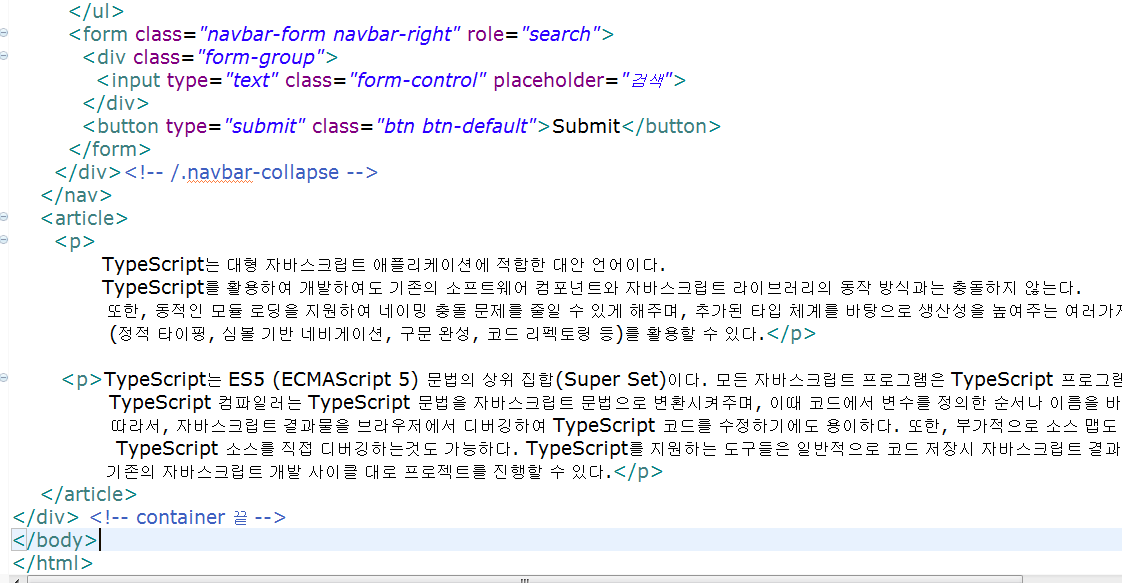 </ul>
<form class="navbar-form navbar-right" role="search">
<div class="form-group">
<input type="text" class="form-control" placeholder="검색">
</div>
<button type="submit" class="btn btn-default">Submit</button>
</form>
</div><!-- /.navbar-collapse -->
</nav>
<article>
<p>
TypeScript는 대형 자바스크립트 애플리케이션에 적합한 대안 언어이다.
TypeScript를 활용하여 개발하여도 기존의 소프트웨어 컴포넌트와 자바스크립트 라이브러리의 동작 방식과는 충돌하지 않는다.
또한, 동적인 모듈 로딩을 지원하여 네이밍 충돌 문제를 줄일 수 있게 해주며, 추가된 타입 체계를 바탕으로 생산성을 높여주는 여러가지
(정적 타이핑, 심볼 기반 네비게이션, 구문 완성, 코드 리펙토링 등)를 활용할 수 있다.</p>
<p>TypeScript는 ES5 (ECMAScript 5) 문법의 상위 집합(Super Set)이다. 모든 자바스크립트 프로그램은 TypeScript 프로그램
TypeScript 컴파일러는 TypeScript 문법을 자바스크립트 문법으로 변환시켜주며, 이때 코드에서 변수를 정의한 순서나 이름을 바
따라서, 자바스크립트 결과물을 브라우저에서 디버깅하여 TypeScript 코드를 수정하기에도 용이하다. 또한, 부가적으로 소스 맵도
TypeScript 소스를 직접 디버깅하는것도 가능하다. TypeScript를 지원하는 도구들은 일반적으로 코드 저장시 자바스크립트 결과
기존의 자바스크립트 개발 사이클 대로 프로젝트를 진행할 수 있다.</p>
</article>
</div> <!-- container 끝 -->
</body>
</html>